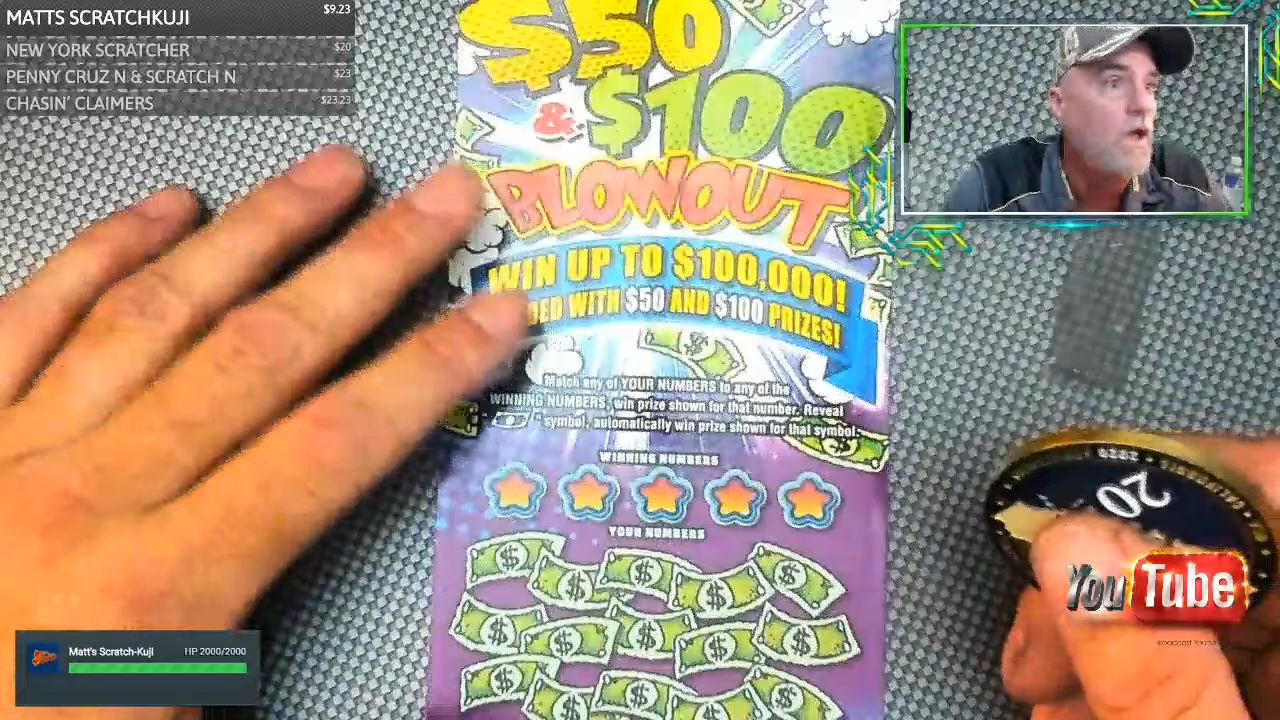 MATTS SCRATCHKUJI $9.23
NEW YORK SCRATCHER $20
PENNY CRUZ N & SCRATCH N $23
CHASIN' CLAIMERS $23.23
$50
& $100
BLOWOUT
WIN UP TO $100,000!
WITH $50 AND $100 PRIZES!
Match any of YOUR NUMBERS to any of the
WINNING NUMBERS, win prize shown for that number. Reveal
" symbol, automatically win prize shown for that symbol.
WINNING NUMBERS
YOUR NUMBERS
20
YouTube
Broadcast
Matt's Scratch-Kuji HP 2000/2000